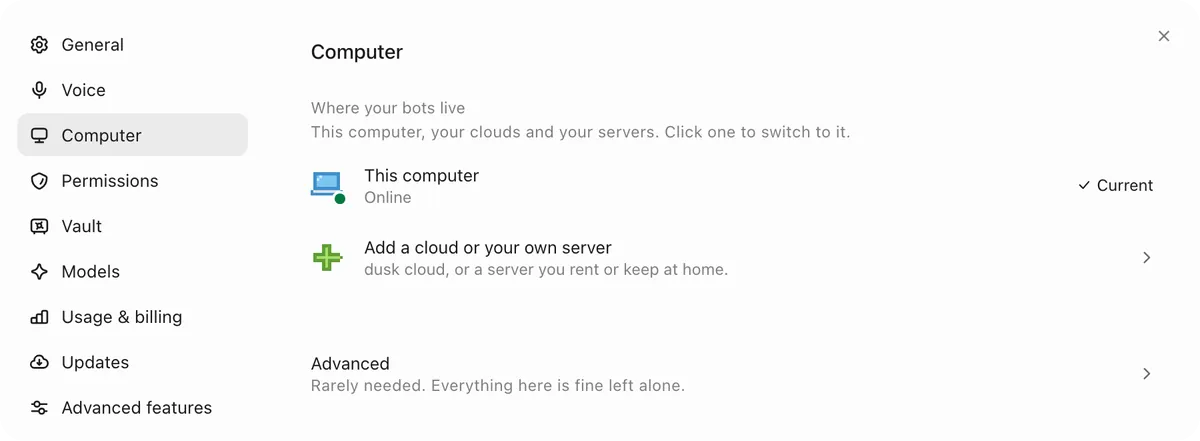 General
Voice
Computer
Permissions
Vault
Models
Usage & billing
Updates
Advanced features
Computer
Where your bots live
This computer, your clouds and your servers. Click one to switch to it.
This computer
Online
Current
Add a cloud or your own server
dusk cloud, or a server you rent or keep at home.
Advanced
Rarely needed. Everything here is fine left alone.